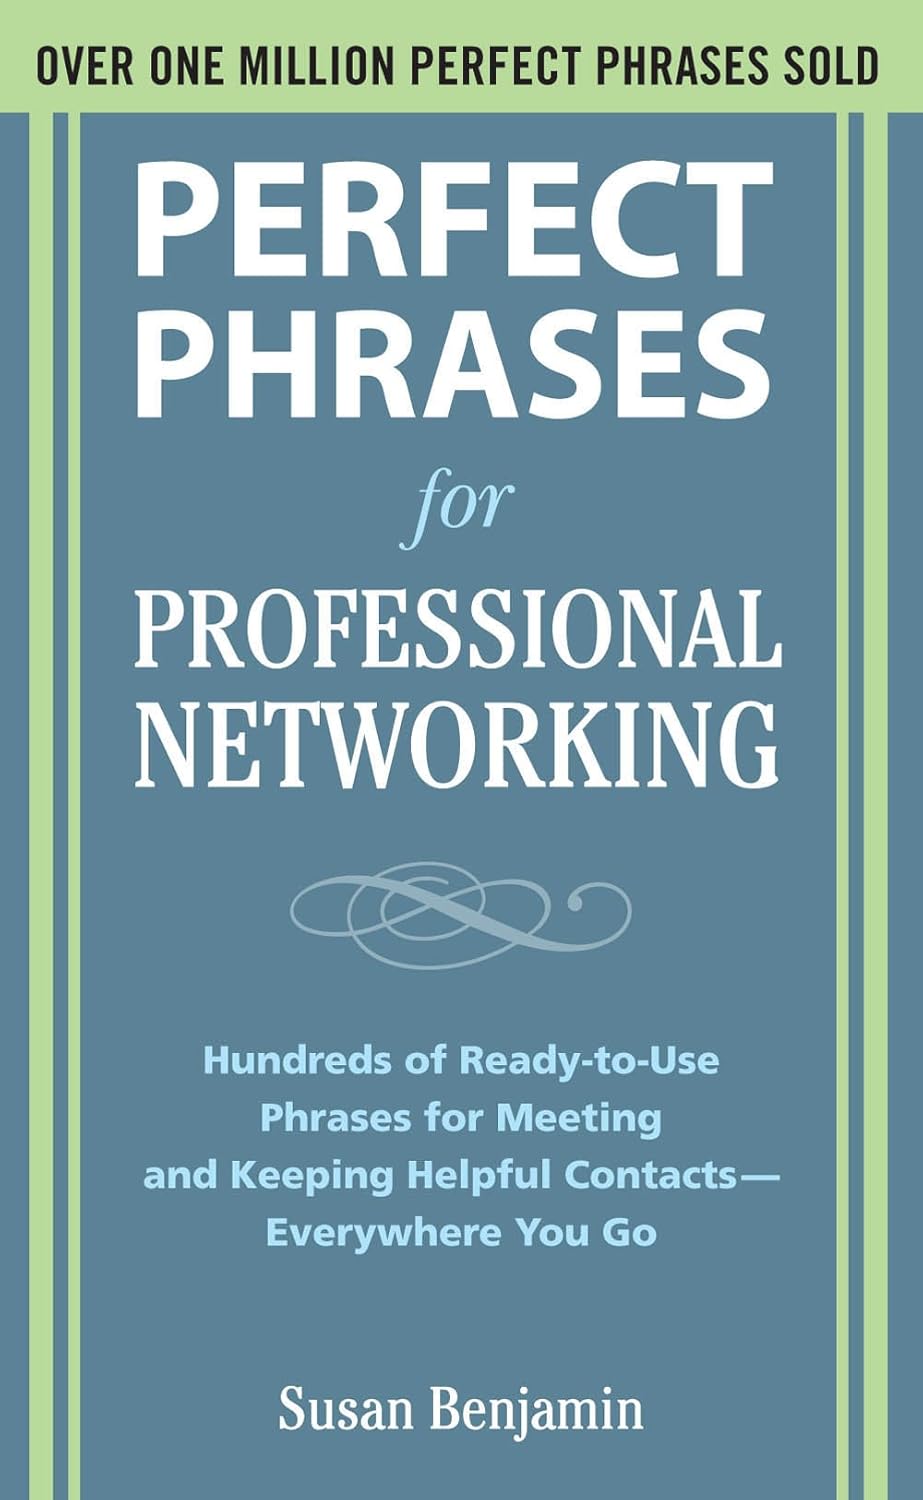 OVER ONE MILLION PERFECT PHRASES SOLD
PERFECT
PHRASES
for
PROFESSIONAL
NETWORKING
Hundreds of Ready-to-Use
Phrases for Meeting
and Keeping Helpful Contacts—
Everywhere You Go
Susan Benjamin